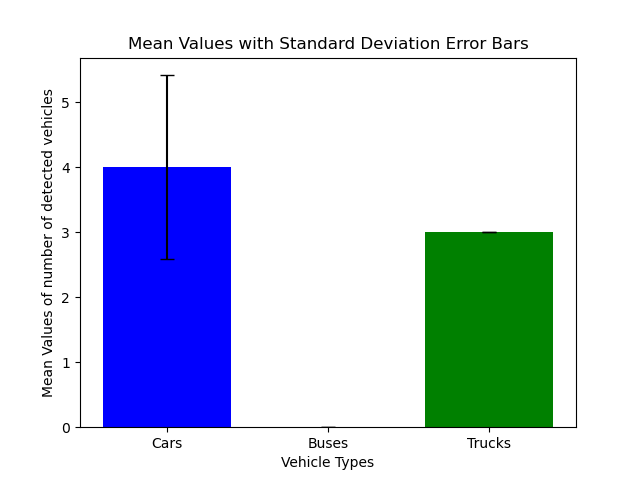 Mean Values with Standard Deviation Error Bars
Mean Values of number of detected vehicles
5
4
3
2
1
0
Cars Buses Trucks
Vehicle Types